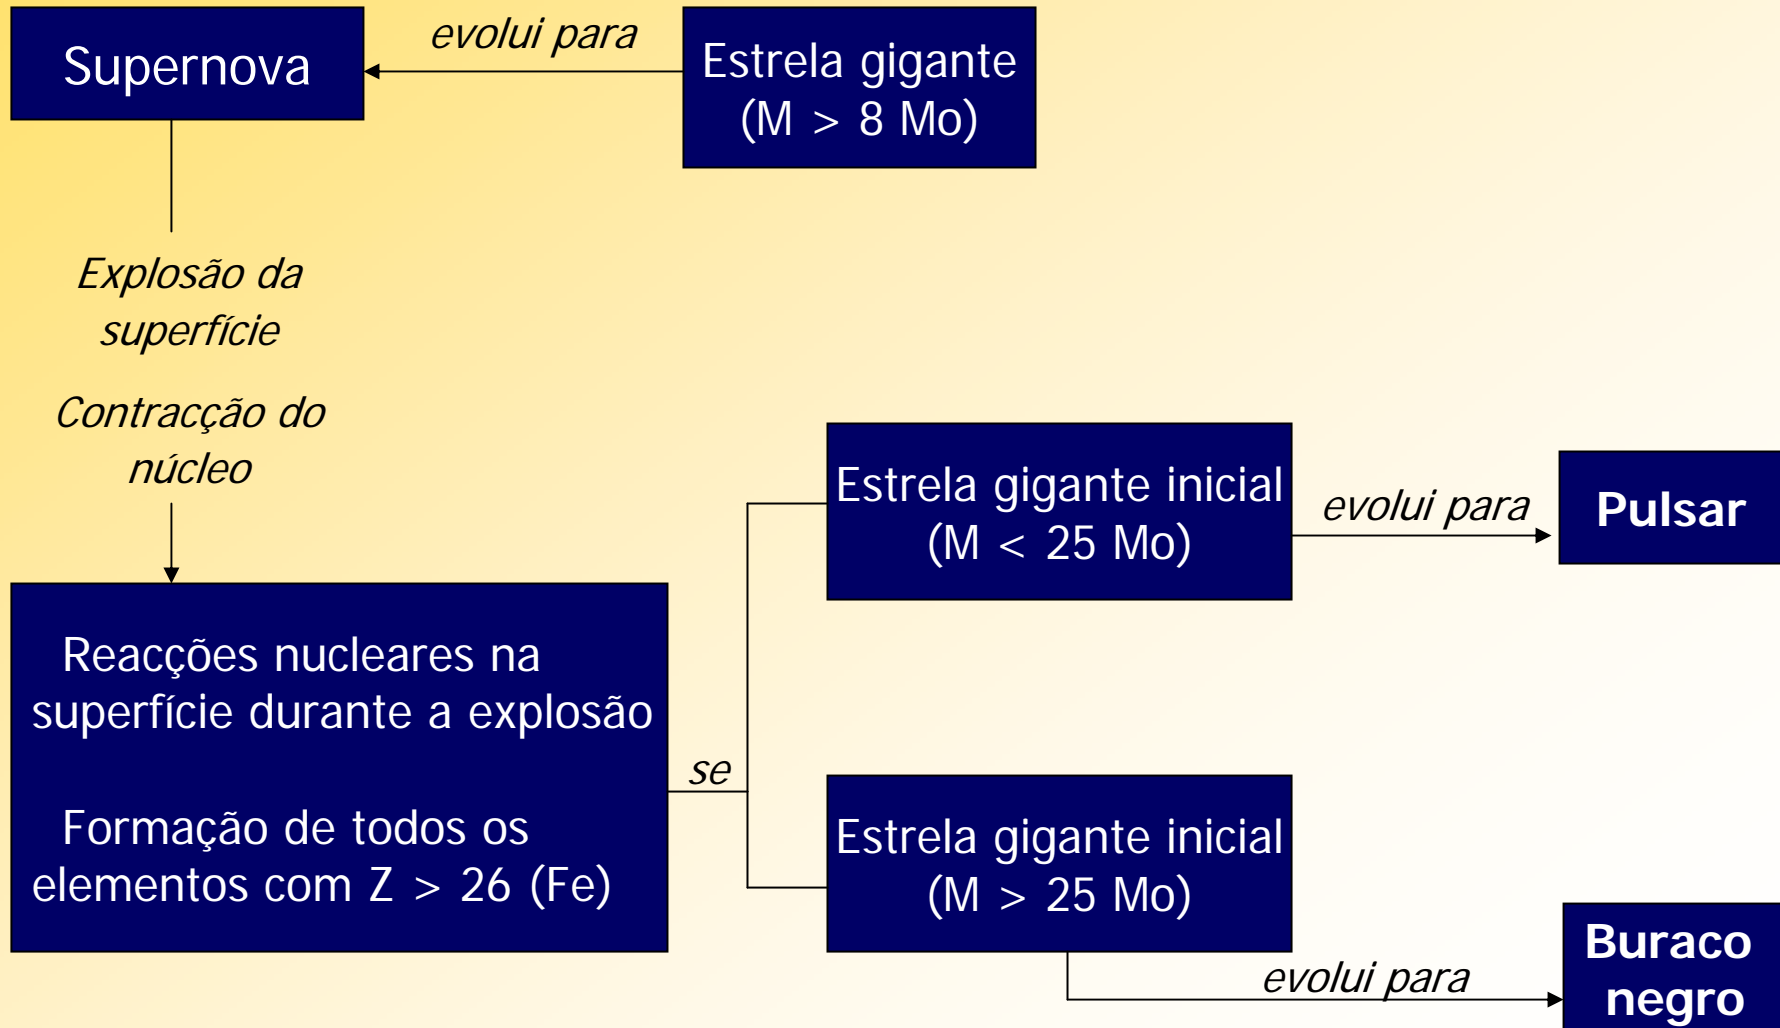 Supernova
evolui para
Estrela gigante
(M > 8 Mo)
Explosão da
superfície
Contracção do
núcleo
Reacções nucleares na
superfície durante a explosão
Formação de todos os
elementos com Z > 26 (Fe)
se
Estrela gigante inicial
(M < 25 Mo)
evolui para
Pulsar
Estrela gigante inicial
(M > 25 Mo)
evolui para
Buraco
negro